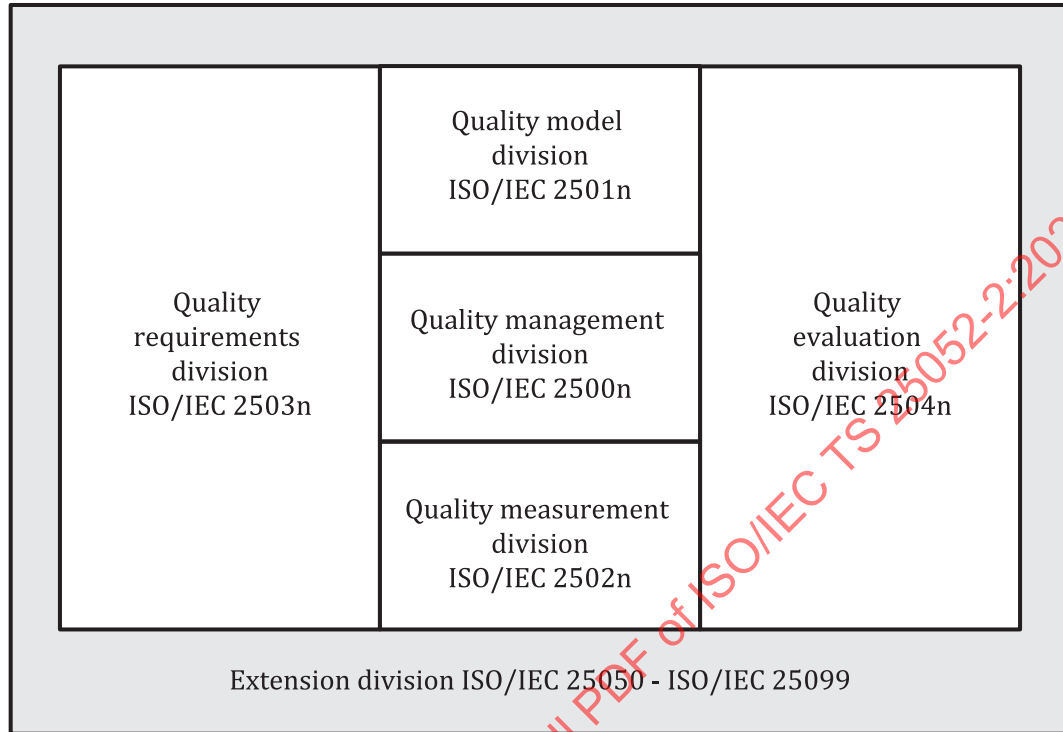 Quality model
division
ISO/IEC 2501n
Quality
requirements
division
ISO/IEC 2503n
Quality management
division
ISO/IEC 2500n
Quality
evaluation
division
ISO/IEC 2504n
Quality measurement
division
ISO/IEC 2502n
Extension division ISO/IEC 25050 - ISO/IEC 25099
PDF of ISO/IEC TS 25052-2:202